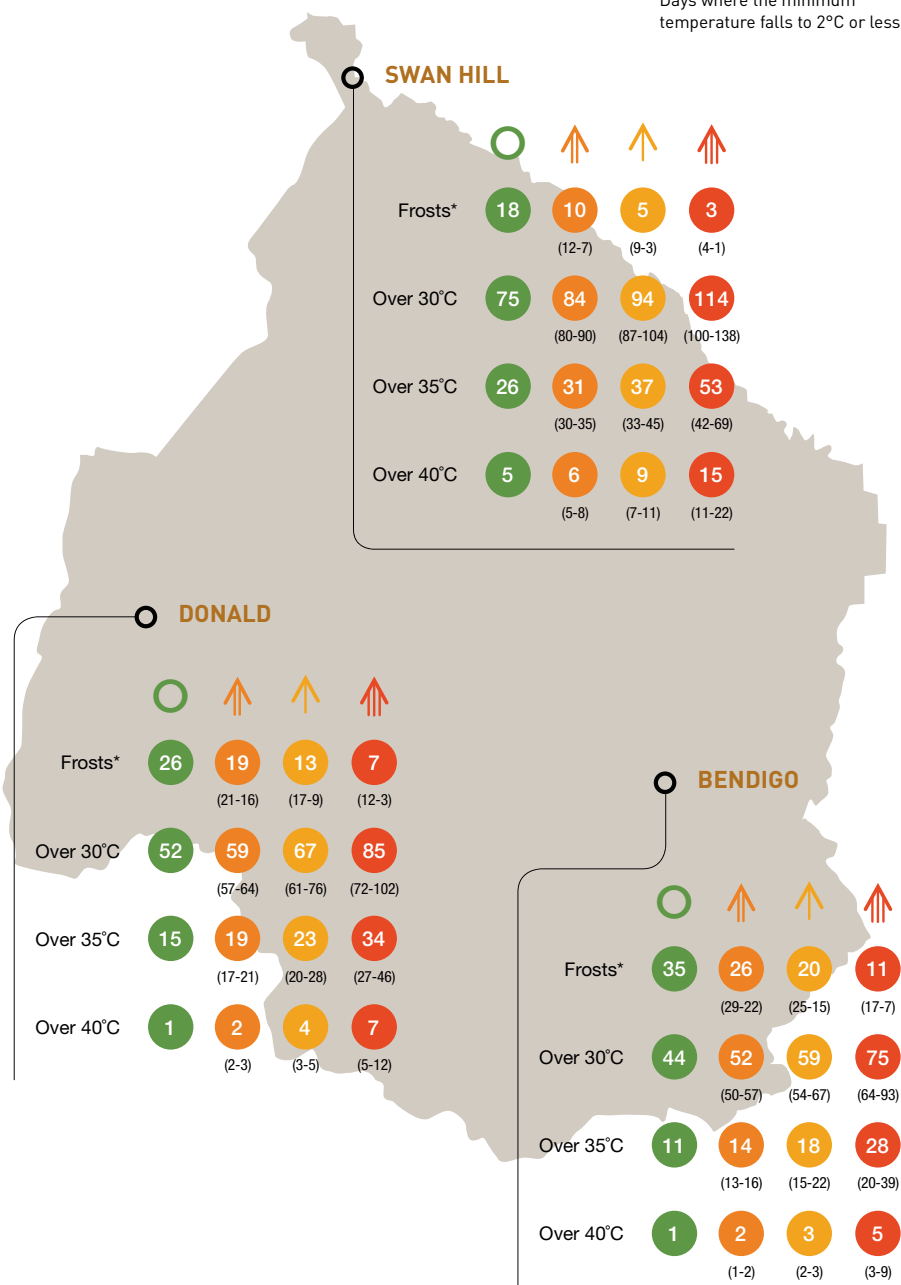 Days where the minimum
temperature falls to 2°C or less
SWAN HILL
Frosts* 18 10 5 3
(12-7) (9-3) (4-1)
Over 30°C 75 84 94 114
(80-90) (87-104) (100-138)
Over 35°C 26 31 37 53
(30-35) (33-45) (42-69)
Over 40°C 5 6 9 15
(5-8) (7-11) (11-22)
DONALD
Frosts* 26 19 13 7
(21-16) (17-9) (12-3)
Over 30°C 52 59 67 85
(57-64) (61-76) (72-102)
Over 35°C 15 19 23 34
(17-21) (20-28) (27-46)
Over 40°C 1 2 4 7
(2-3) (3-5) (5-12)
BENDIGO
Frosts* 35 26 20 11
(29-22) (25-15) (17-7)
Over 30°C 44 52 59 75
(50-57) (54-67) (64-93)
Over 35°C 11 14 18 28
(13-16) (15-22) (20-39)
Over 40°C 1 2 3 5
(1-2) (2-3) (3-9)